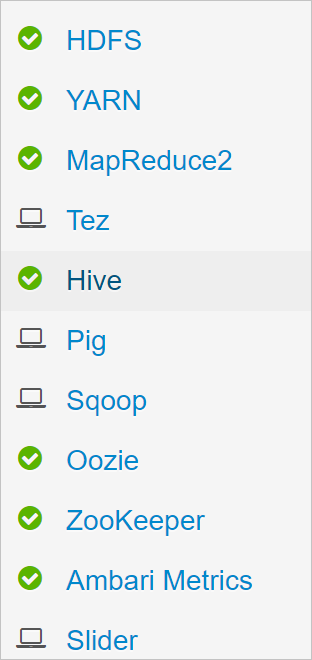 HDFS
YARN
MapReduce2
Tez
Hive
Pig
Sqoop
Oozie
ZooKeeper
Ambari Metrics
Slider